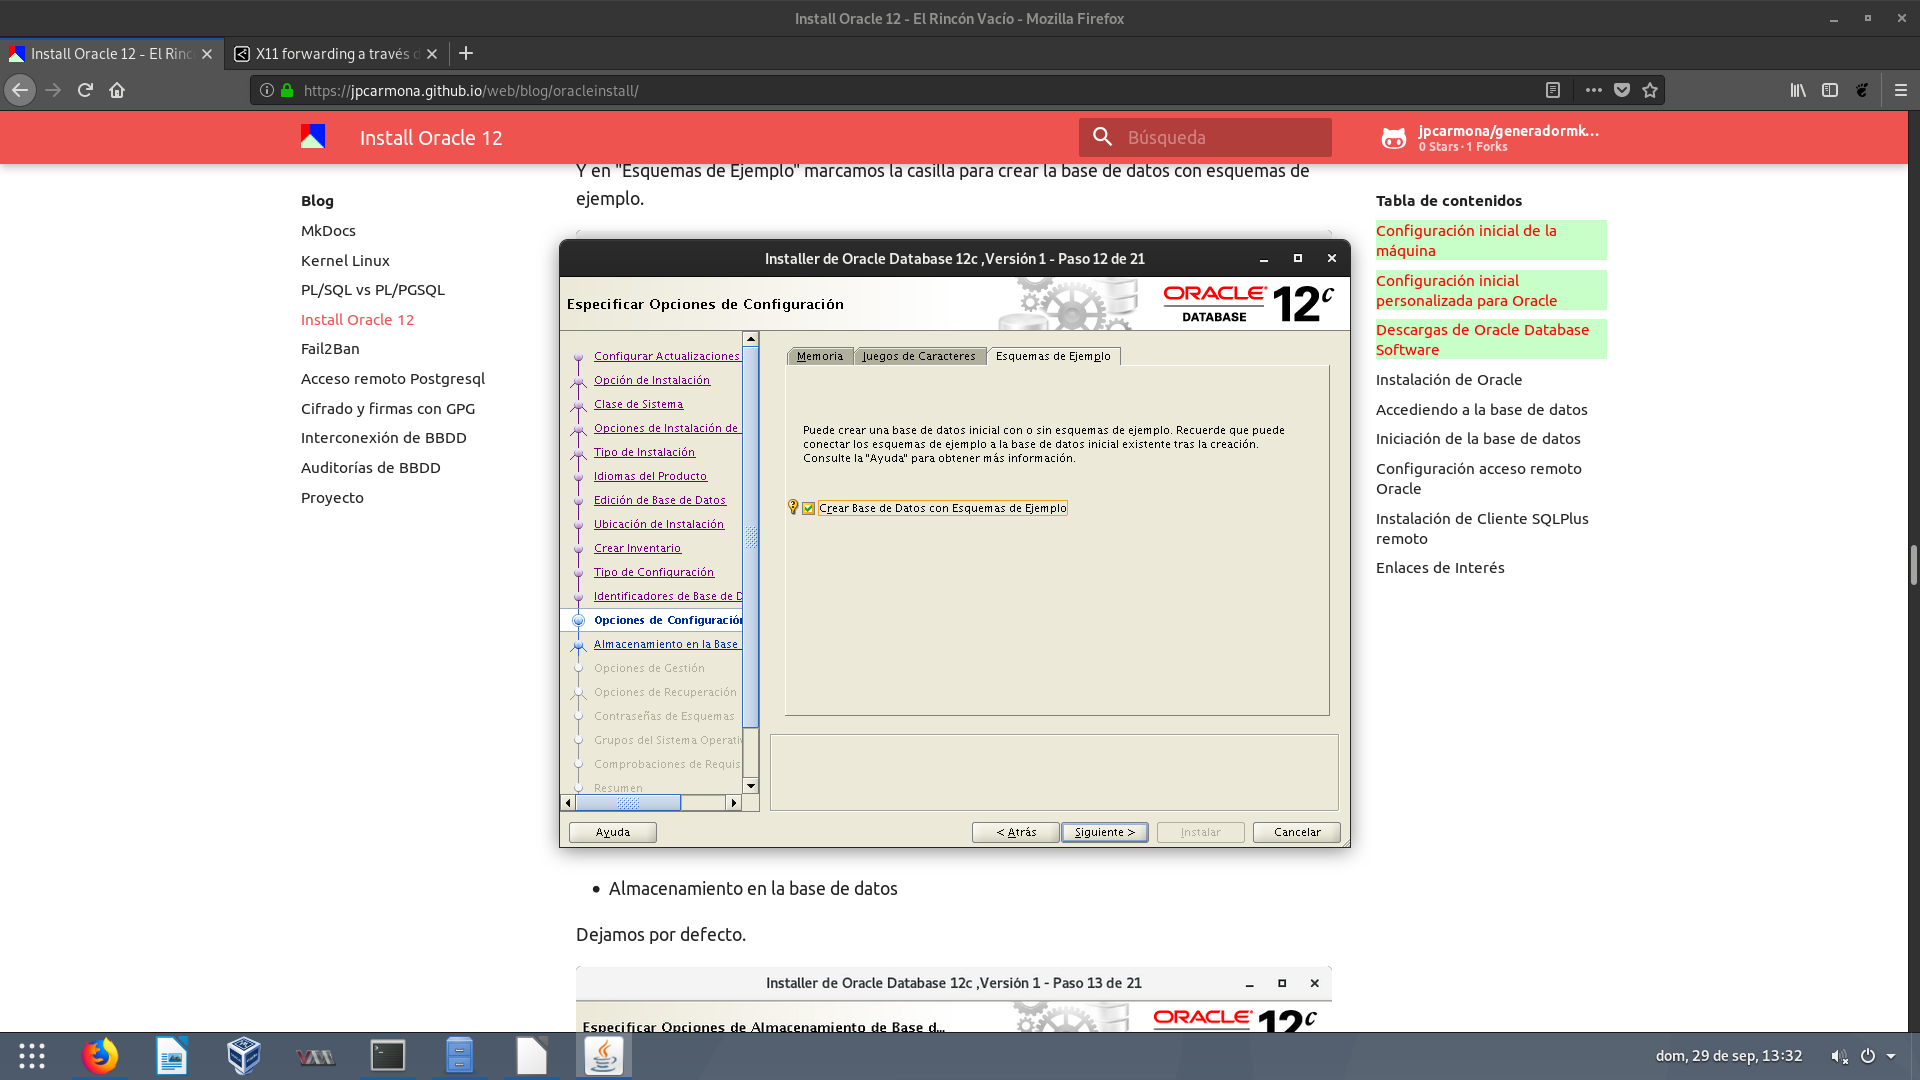 Install Oracle 12 - El Rincón Vacío - Mozilla Firefox
Install Oracle 12 - El Rinc
X11 forwarding a través d
https://jpcarmona.github.io/web/blog/oracleinstall/
Install Oracle 12
Búsqueda
jpcarmona/generadormk...
0 Stars · 1 Forks
Blog
MkDocs
Kernel Linux
PL/SQL vs PL/PGSQL
Install Oracle 12
Fail2Ban
Acceso remoto Postgresql
Cifrado y firmas con GPG
Interconexión de BBDD
Auditorías de BBDD
Proyecto
Y en "Esquemas de Ejemplo" marcamos la casilla para crear la base de datos con esquemas de
ejemplo.
Installer de Oracle Database 12c ,Versión 1 - Paso 12 de 21
Especificar Opciones de Configuración
ORACLE
DATABASE
12c
Configurar Actualizaciones
Opción de Instalación
Clase de Sistema
Opciones de Instalación de
Tipo de Instalación
Idiomas del Producto
Edición de Base de Datos
Ubicación de Instalación
Crear Inventario
Tipo de Configuración
Identificadores de Base de D
Opciones de Configuración
Almacenamiento en la Base
Opciones de Gestión
Opciones de Recuperación
Contraseñas de Esquemas
Grupos del Sistema Operativ
Comprobaciones de Requis
Resumen
Memoria
Juegos de Caracteres
Esquemas de Ejemplo
Puede crear una base de datos inicial con o sin esquemas de ejemplo. Recuerde que puede
conectar los esquemas de ejemplo a la base de datos inicial existente tras la creación.
Consulte la "Ayuda" para obtener más información.
Crear Base de Datos con Esquemas de Ejemplo
Ayuda
< Atrás
Siguiente >
Instalar
Cancelar
Almacenamiento en la base de datos
Dejamos por defecto.
Installer de Oracle Database 12c ,Versión 1 - Paso 13 de 21
Especificar Opciones de Almacenamiento de Base d...
ORACLE
12c
Tabla de contenidos
Configuración inicial de la
máquina
Configuración inicial
personalizada para Oracle
Descargas de Oracle Database
Software
Instalación de Oracle
Accediendo a la base de datos
Iniciación de la base de datos
Configuración acceso remoto
Oracle
Instalación de Cliente SQLPlus
remoto
Enlaces de Interés
dom, 29 de sep, 13:32